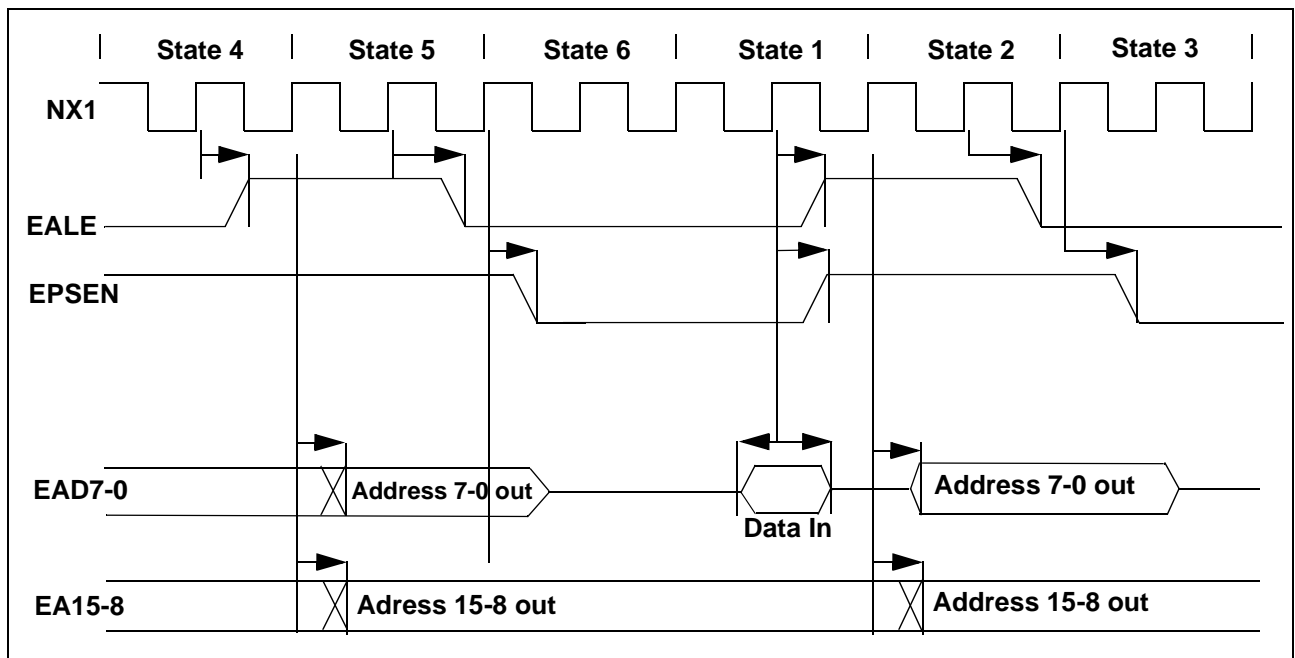 State 4 State 5 State 6 State 1 State 2 State 3
NX1
EALE
EPSEN
EAD7-0 Address 7-0 out Address 7-0 out
Data In
EA15-8 Adress 15-8 out Address 15-8 out